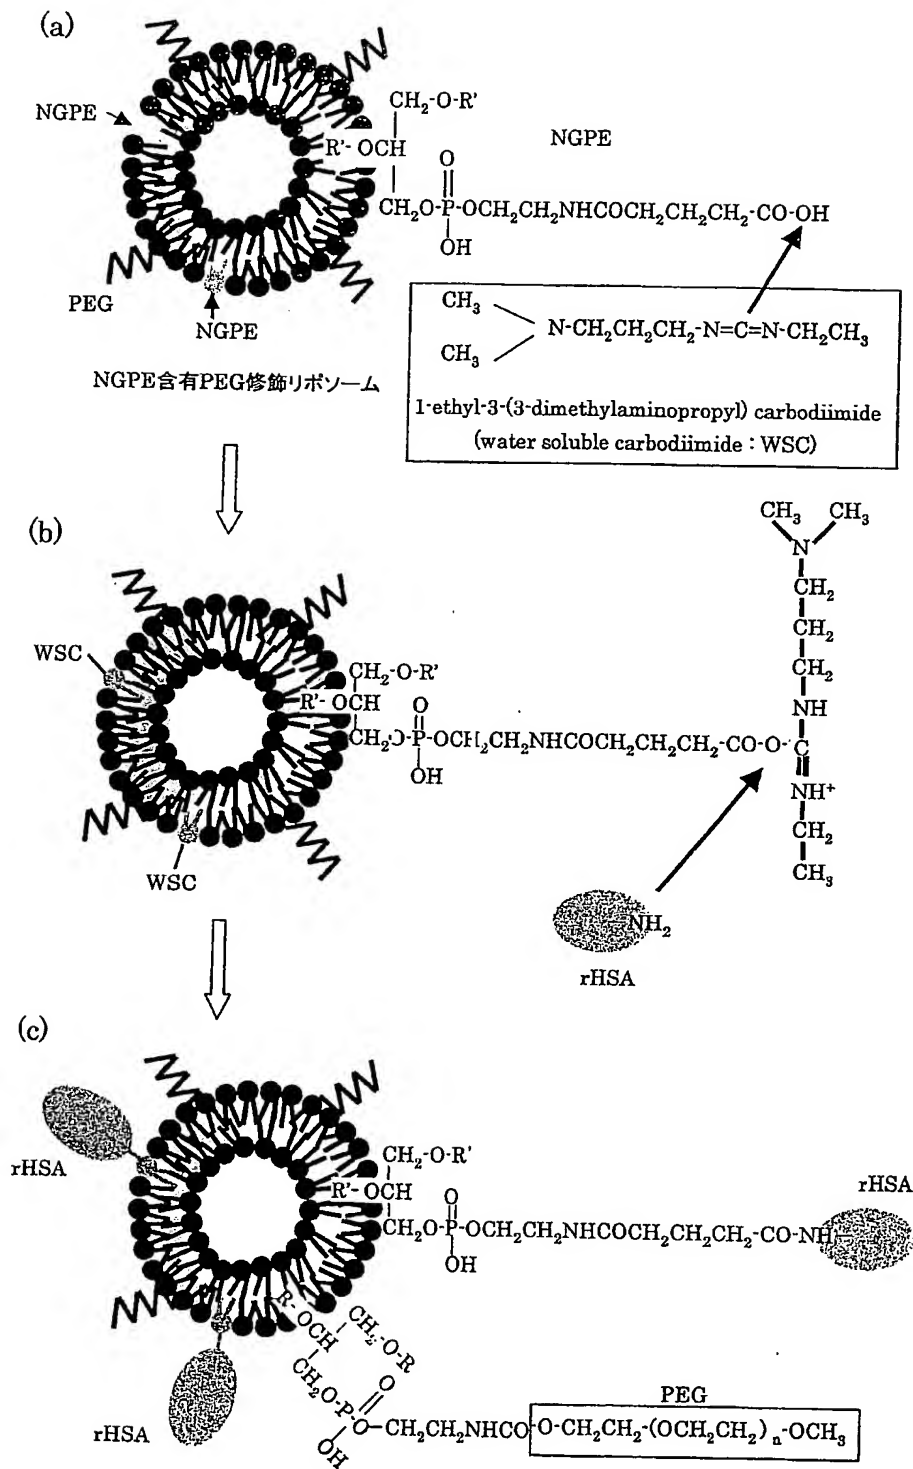 (a)
NGPE
CH₂-O-R'
R'- OCH
NGPE
O
CH₂O-P-OCH₂CH₂NHCOCH₂CH₂CH₂-CO-OH
OH
PEG
NGPE
NGPE含有PEG修飾リポソーム
CH₃
N-CH₂CH₂CH₂-N=C=N-CH₂CH₃
CH₃
1-ethyl-3-(3-dimethylaminopropyl) carbodiimide
(water soluble carbodiimide : WSC)
(b)
CH₃ CH₃
N
CH₂
CH₂
CH₂
NH
WSC
CH₂-O-R'
R'- OCH
O
CH₂O-P-OCH₂CH₂NHCOCH₂CH₂CH₂-CO-O-C
OH
NH⁺
CH₂
CH₃
WSC
NH₂
rHSA
(c)
rHSA
CH₂-O-R'
R'- OCH
O
CH₂O-P-OCH₂CH₂NHCOCH₂CH₂CH₂-CO-NH
OH
rHSA
R-OCH
CH₂-O-R
CH₂O-P-O-CH₂CH₂NHCO
O
OH
PEG
O-CH₂CH₂-(OCH₂CH₂)n-OCH₃
rHSA